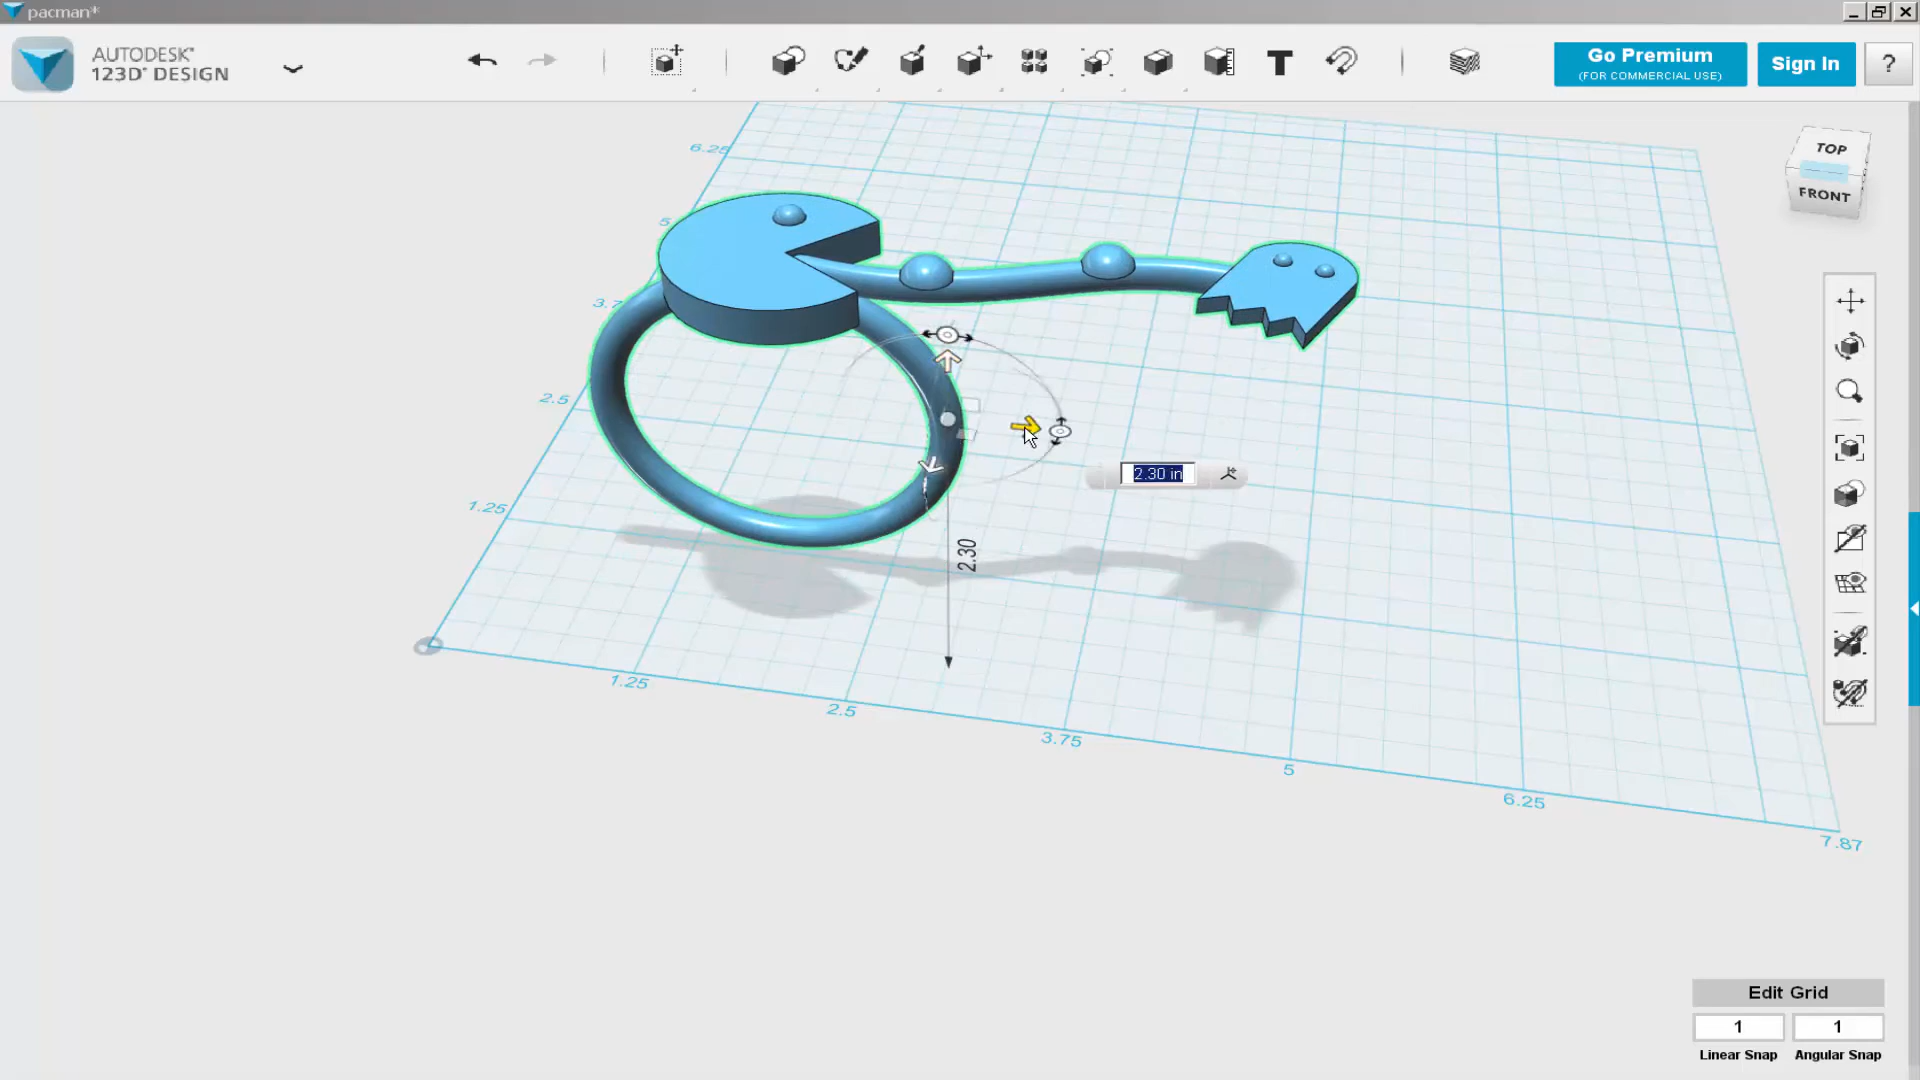 pacman*
AUTODESK®
123D® DESIGN
Go Premium
(FOR COMMERCIAL USE)
Sign In
?
TOP
FRONT
6.25
5
3.7
2.5
1.25
2.30 in
2.30
1.25
2.5
3.75
5
6.25
7.87
Edit Grid
1
1
Linear Snap
Angular Snap